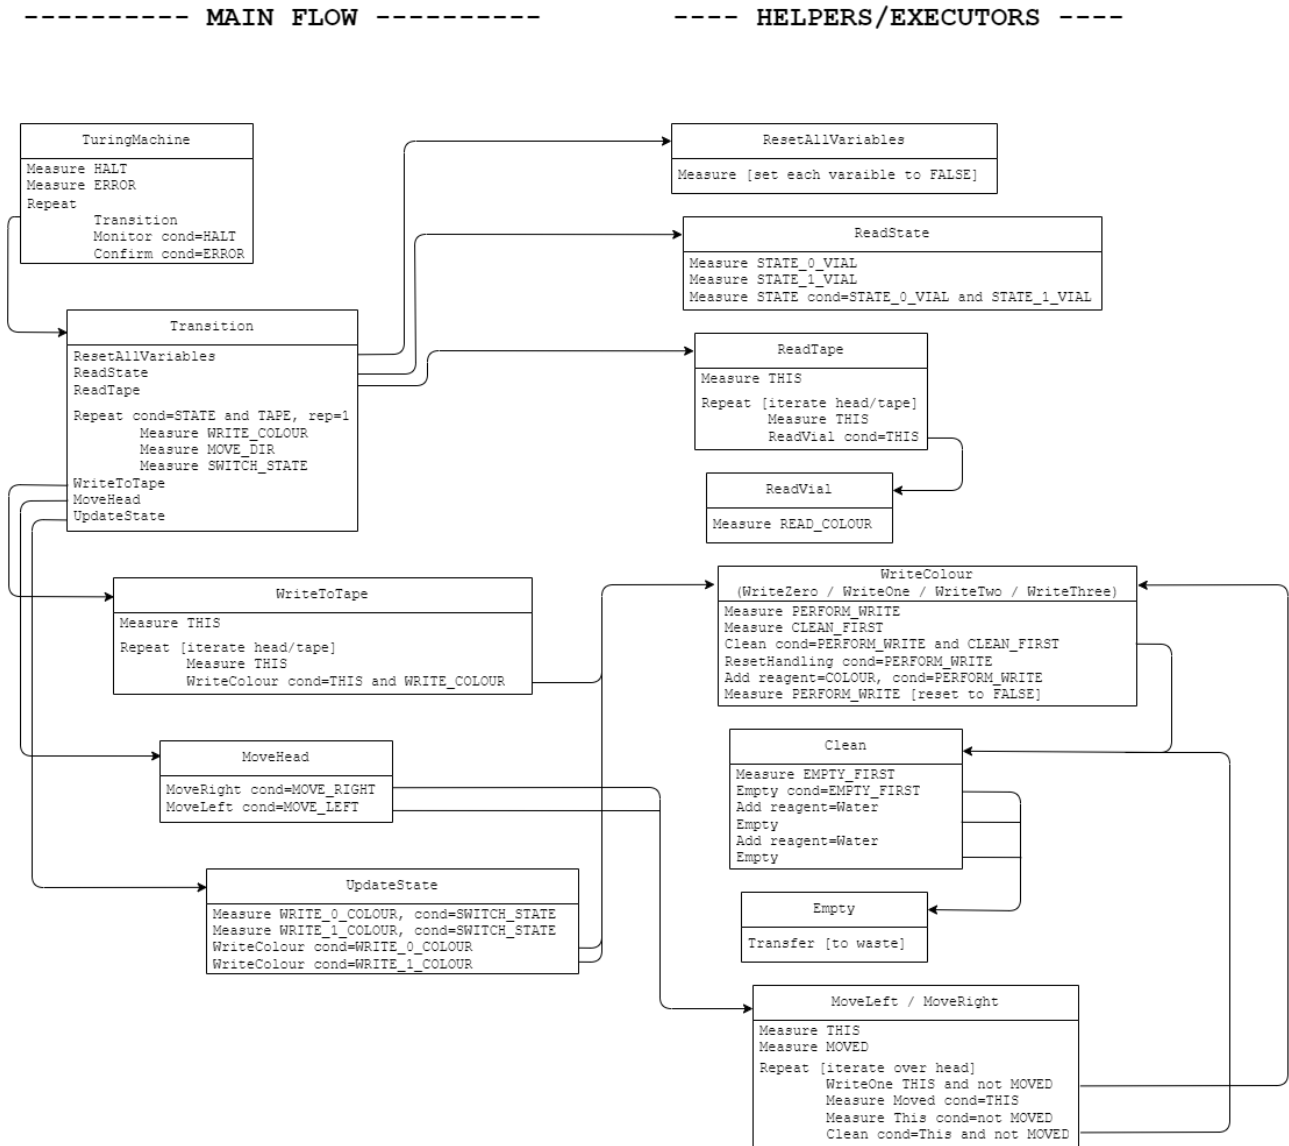 ---------- MAIN FLOW ----------
---- HELPERS/EXECUTORS ----
TuringMachine
Measure HALT
Measure ERROR
Repeat
Transition
Monitor cond=HALT
Confirm cond=ERROR
Transition
ResetAllVariables
ReadState
ReadTape
Repeat cond=STATE and TAPE, rep=1
Measure WRITE_COLOUR
Measure MOVE_DIR
Measure SWITCH_STATE
WriteToTape
MoveHead
UpdateState
WriteToTape
Measure THIS
Repeat [iterate head/tape]
Measure THIS
WriteColour cond=THIS and WRITE_COLOUR
MoveHead
MoveRight cond=MOVE_RIGHT
MoveLeft cond=MOVE_LEFT
UpdateState
Measure WRITE_0_COLOUR, cond=SWITCH_STATE
Measure WRITE_1_COLOUR, cond=SWITCH_STATE
WriteColour cond=WRITE_0_COLOUR
WriteColour cond=WRITE_1_COLOUR
ResetAllVariables
Measure [set each varaible to FALSE]
ReadState
Measure STATE_0_VIAL
Measure STATE_1_VIAL
Measure STATE cond=STATE_0_VIAL and STATE_1_VIAL
ReadTape
Measure THIS
Repeat [iterate head/tape]
Measure THIS
ReadVial cond=THIS
ReadVial
Measure READ_COLOUR
WriteColour
(WriteZero / WriteOne / WriteTwo / WriteThree)
Measure PERFORM_WRITE
Measure CLEAN_FIRST
Clean cond=PERFORM_WRITE and CLEAN_FIRST
ResetHandling cond=PERFORM_WRITE
Add reagent=COLOUR, cond=PERFORM_WRITE
Measure PERFORM_WRITE [reset to FALSE]
Clean
Measure EMPTY_FIRST
Empty cond=EMPTY_FIRST
Add reagent=Water
Empty
Add reagent=Water
Empty
Empty
Transfer [to waste]
MoveLeft / MoveRight
Measure THIS
Measure MOVED
Repeat [iterate over head]
WriteOne THIS and not MOVED
Measure Moved cond=THIS
Measure This cond=not MOVED
Clean cond=This and not MOVED